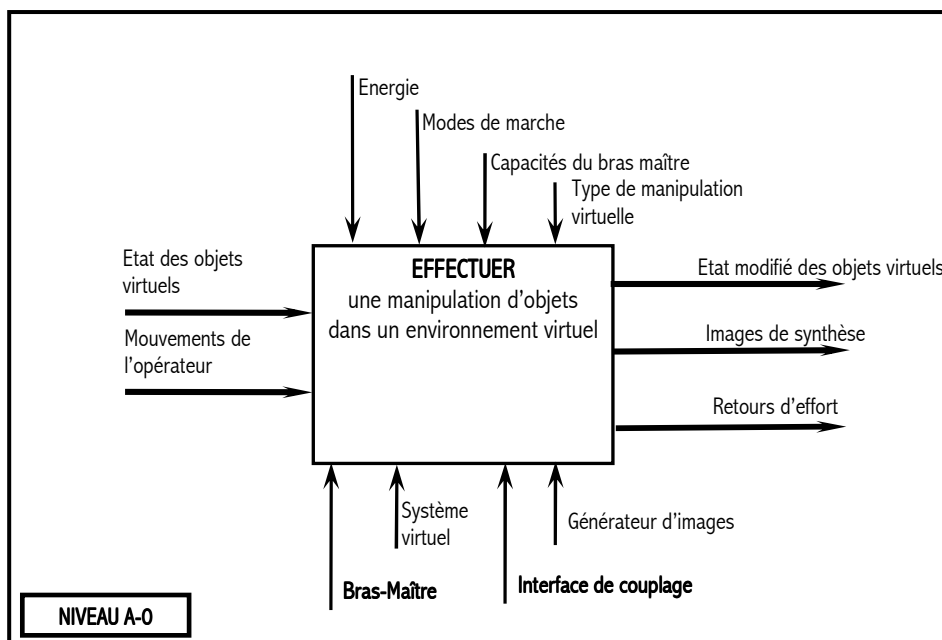 Energie
Modes de marche
Capacités du bras maître
Type de manipulation
virtuelle
Etat des objets
virtuels
Mouvements de
l'opérateur
EFFECTUER
une manipulation d'objets
dans un environnement virtuel
Etat modifié des objets virtuels
Images de synthèse
Retours d'effort
Système
virtuel
Générateur d'images
Bras-Maître
Interface de couplage
NIVEAU A-0